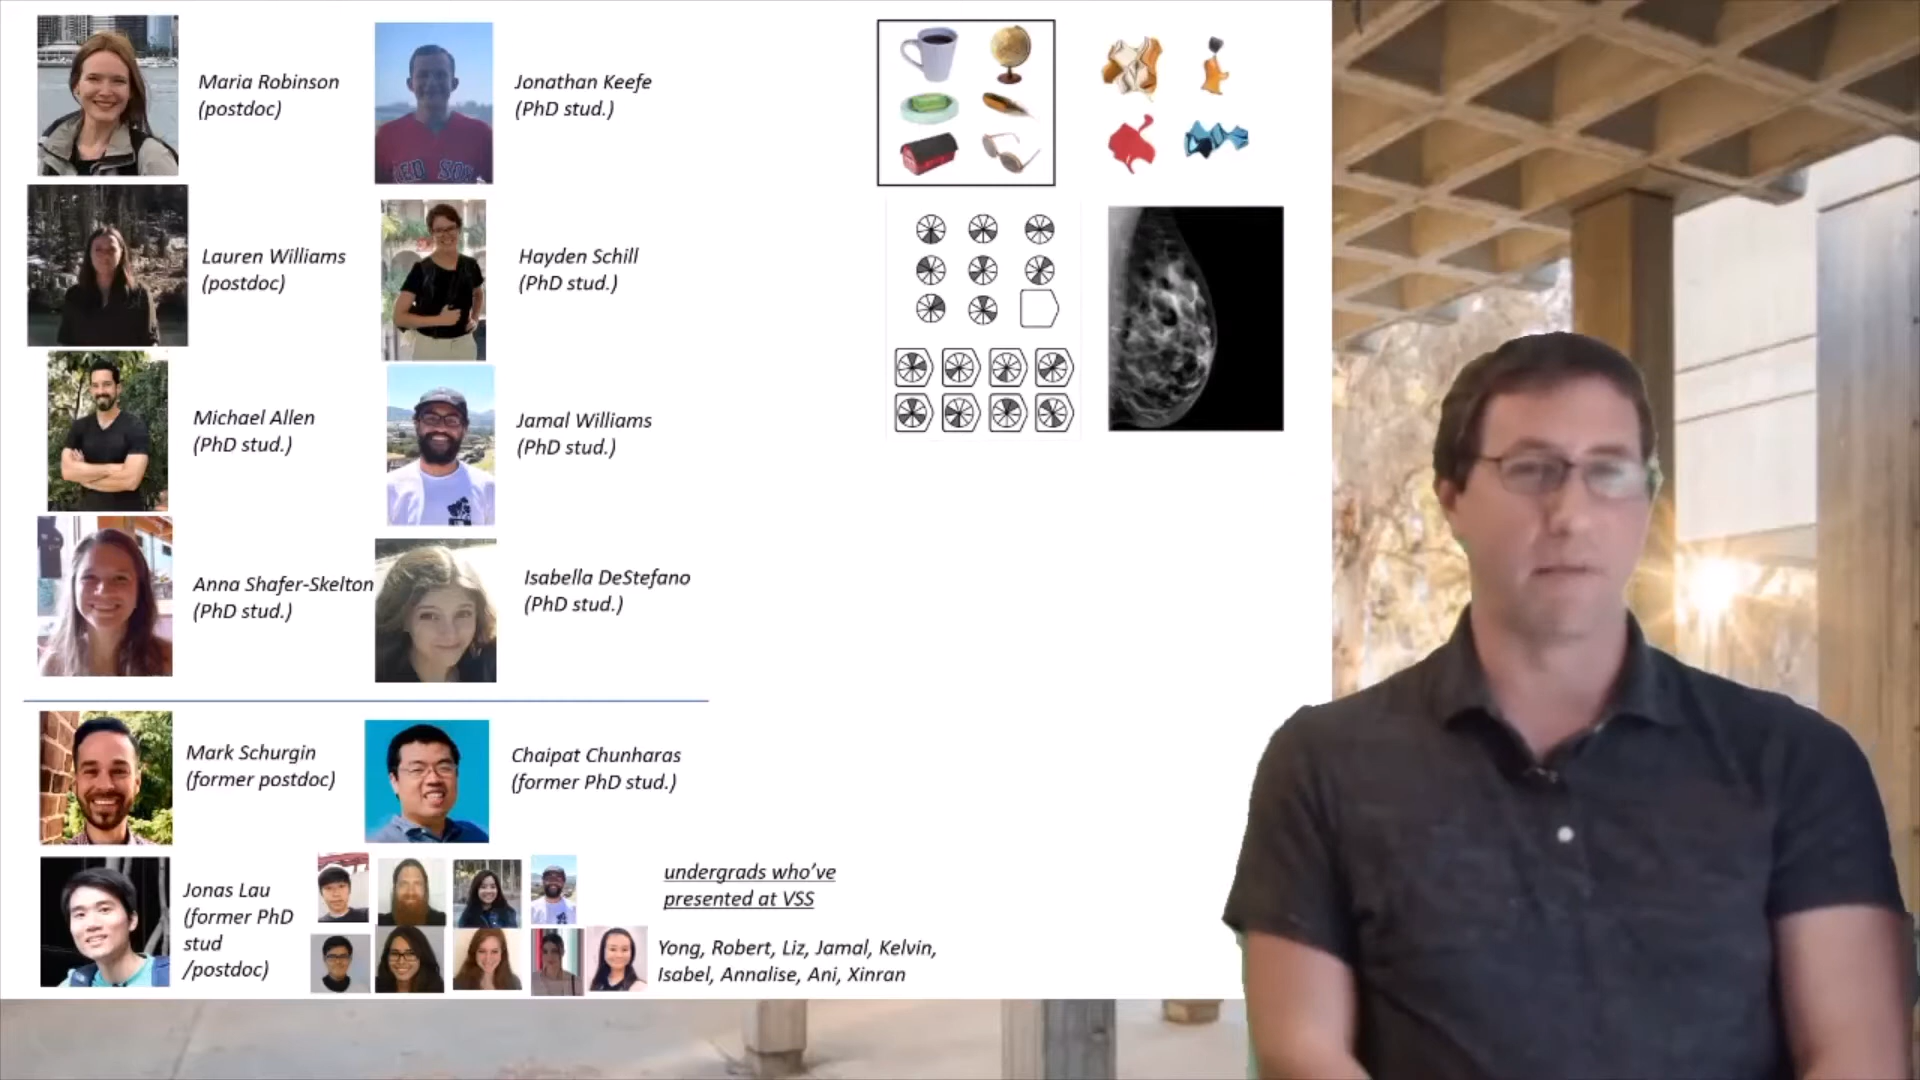 Maria Robinson
(postdoc)
Jonathan Keefe
(PhD stud.)
RED SOX
Lauren Williams
(postdoc)
Hayden Schill
(PhD stud.)
Michael Allen
(PhD stud.)
Jamal Williams
(PhD stud.)
Anna Shafer-Skelton
(PhD stud.)
Isabella DeStefano
(PhD stud.)
Mark Schurgin
(former postdoc)
Chaipat Chunharas
(former PhD stud.)
Jonas Lau
(former PhD
stud
/postdoc)
undergrads who've
presented at VSS
Yong, Robert, Liz, Jamal, Kelvin,
Isabel, Annalise, Ani, Xinran